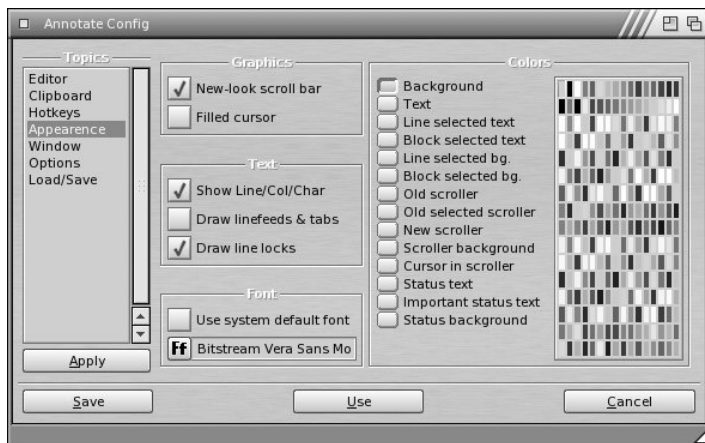 Annotate Config
Topics
Editor
Clipboard
Hotkeys
Appearence
Window
Options
Load/Save
Apply
Graphics
New-look scroll bar
Filled cursor
Text
Show Line/Col/Char
Draw linefeeds & tabs
Draw line locks
Font
Use system default font
Ff Bitstream Vera Sans Mo
Colors
Background
Text
Line selected text
Block selected text
Line selected bg.
Block selected bg.
Old scroller
Old selected scroller
New scroller
Scroller background
Cursor in scroller
Status text
Important status text
Status background
Save
Use
Cancel